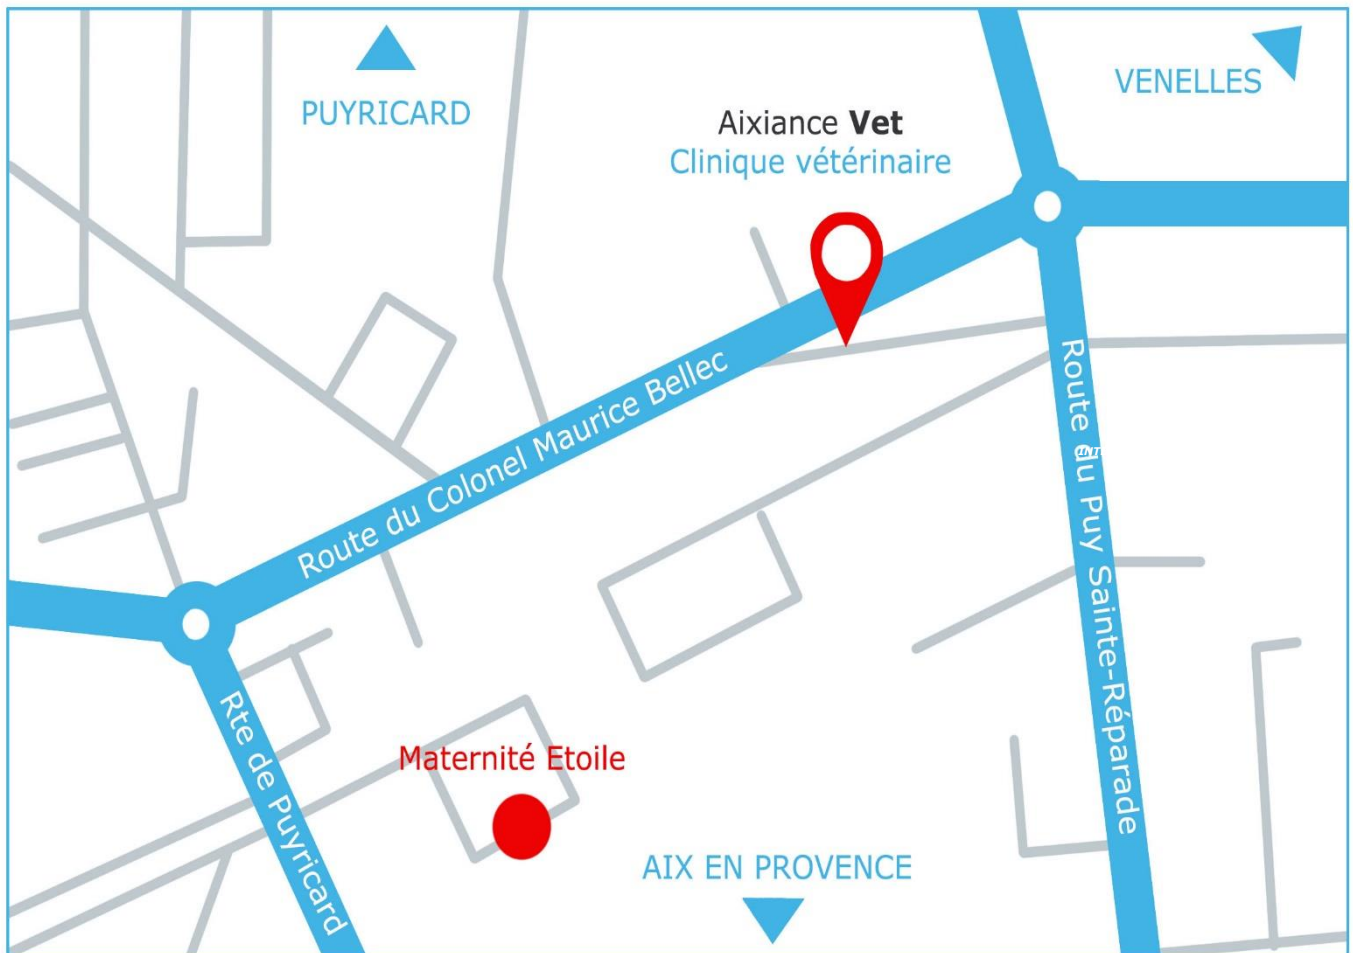 PUYRICARD
VENELLES
Aixiance Vet
Clinique vétérinaire
Route du Colonel Maurice Bellec
Route du Puy Sainte-Réparade
Rte de Puyricard
Maternité Etoile
AIX EN PROVENCE